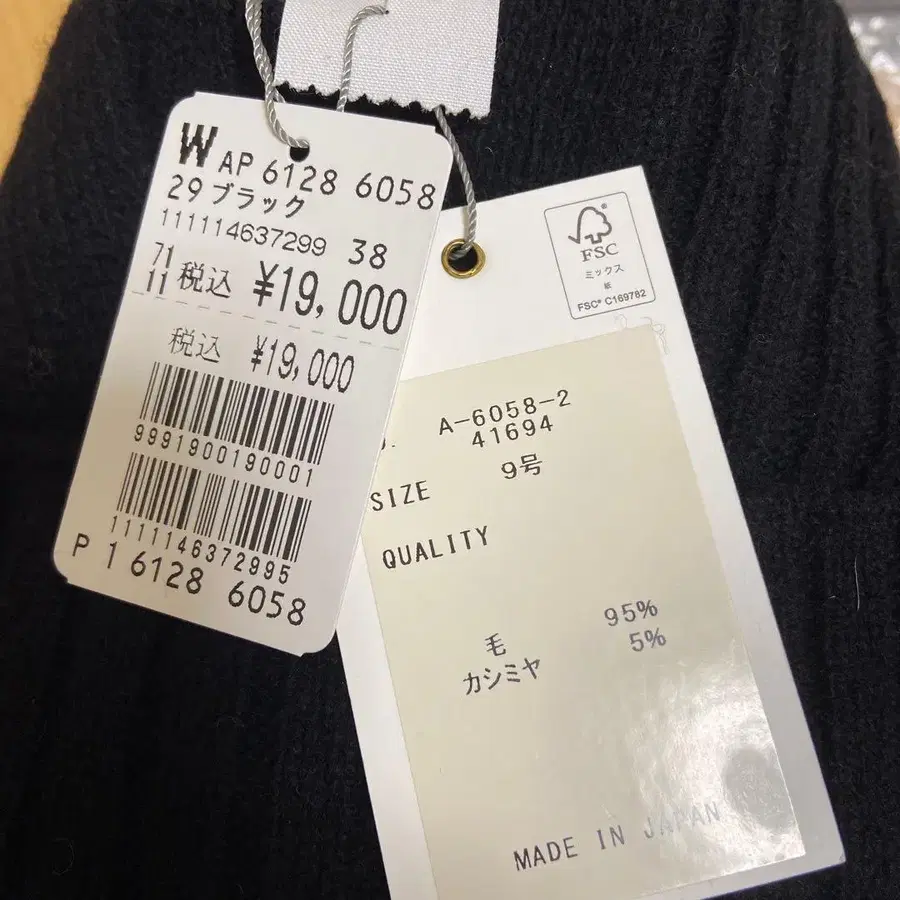 W AP 6128 6058
29 ブラック
111114637299 38
71
11 税込 ¥19,000
税込 ¥19,000
9991900190001
1111146372995
P 1 6128 6058
FSC
ミックス
紙
FSC® C169782
A-6058-2
41694
SIZE 9号
QUALITY
毛 95%
カシミヤ 5%
MADE IN JAPAN